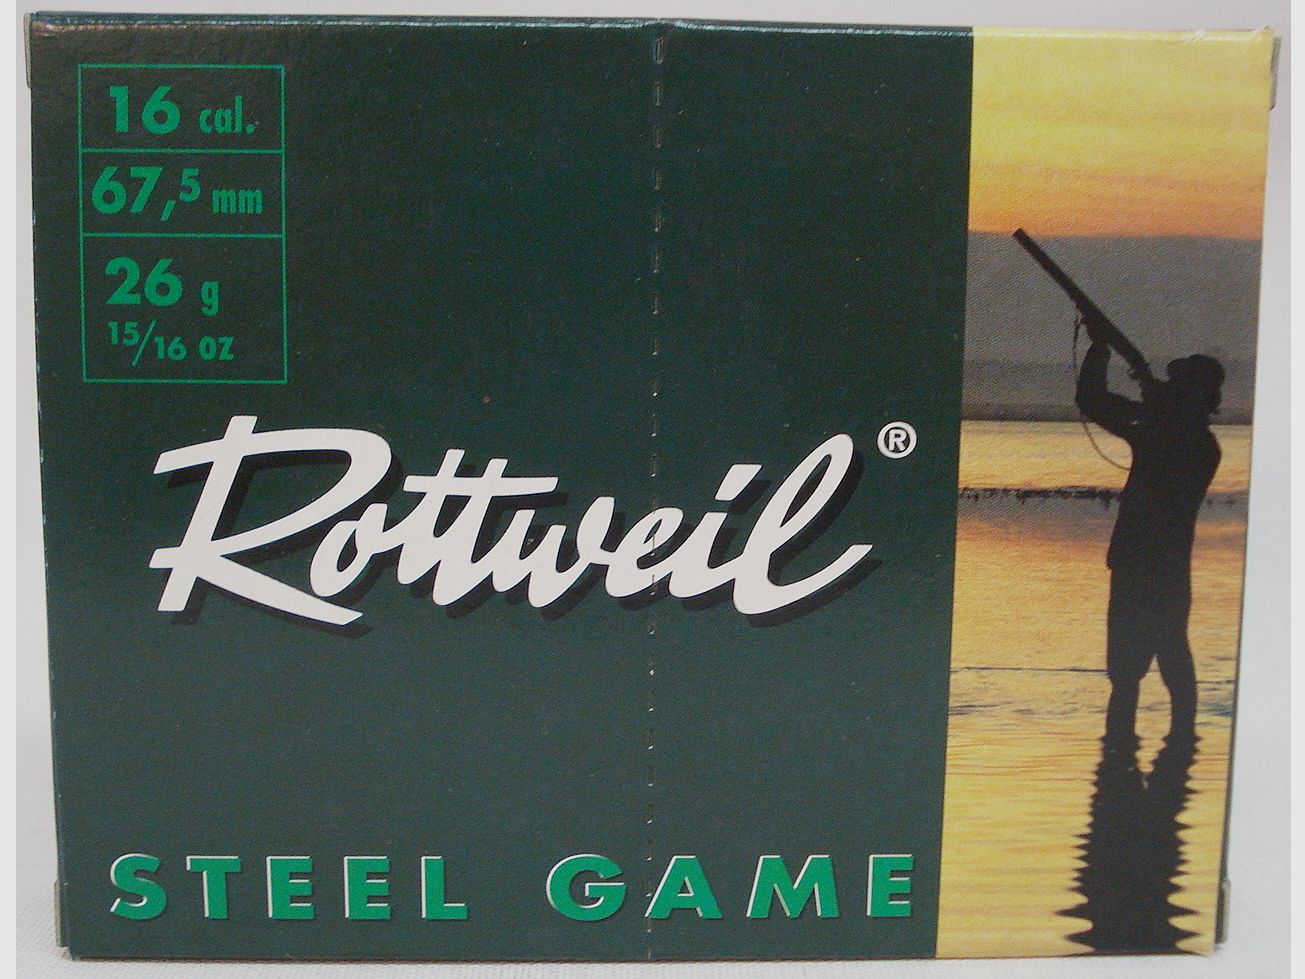 16 cal.
67,5 mm
26 g
15/16 oz
Rottweil®
STEEL GAME